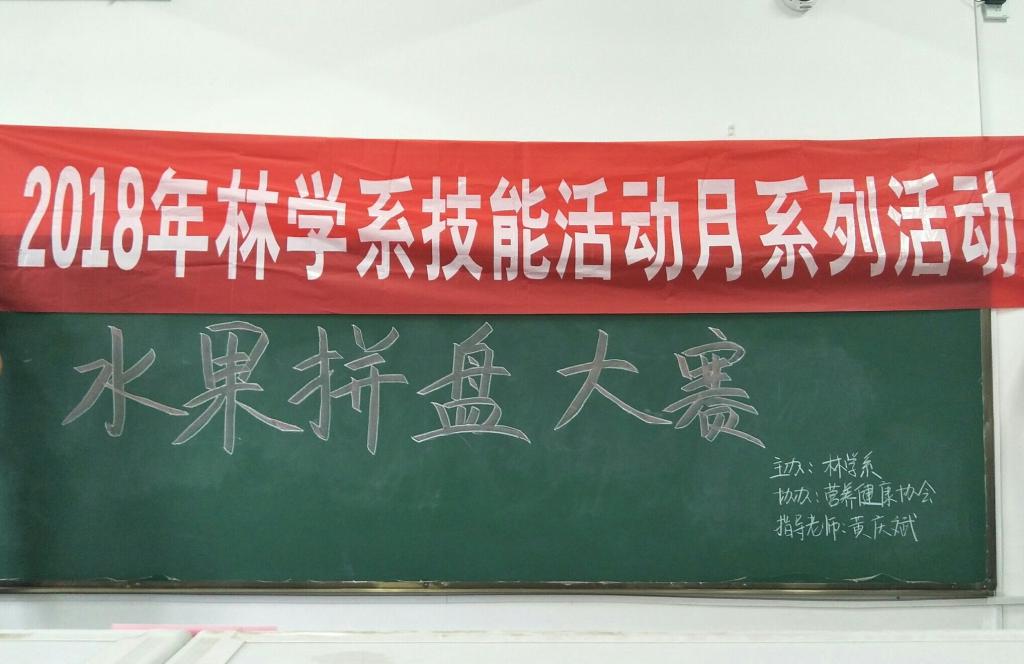 2018年林学系技能活动月系列活动
水果拼盘大赛
主办：林学系
协办：营养健康协会
指导老师：黄庆斌